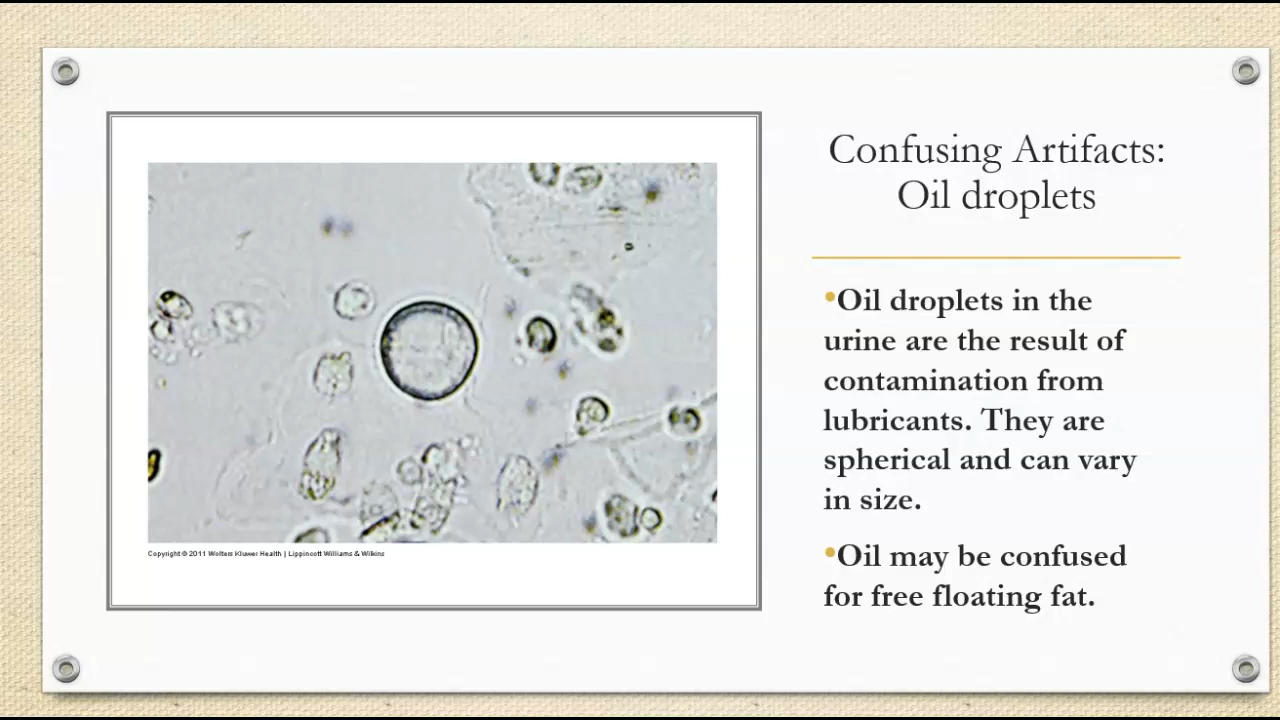 Confusing Artifacts:
Oil droplets
•Oil droplets in the
urine are the result of
contamination from
lubricants. They are
spherical and can vary
in size.
•Oil may be confused
for free floating fat.
Copyright © 2011 Wolters Kluwer Health | Lippincott Williams & Wilkins